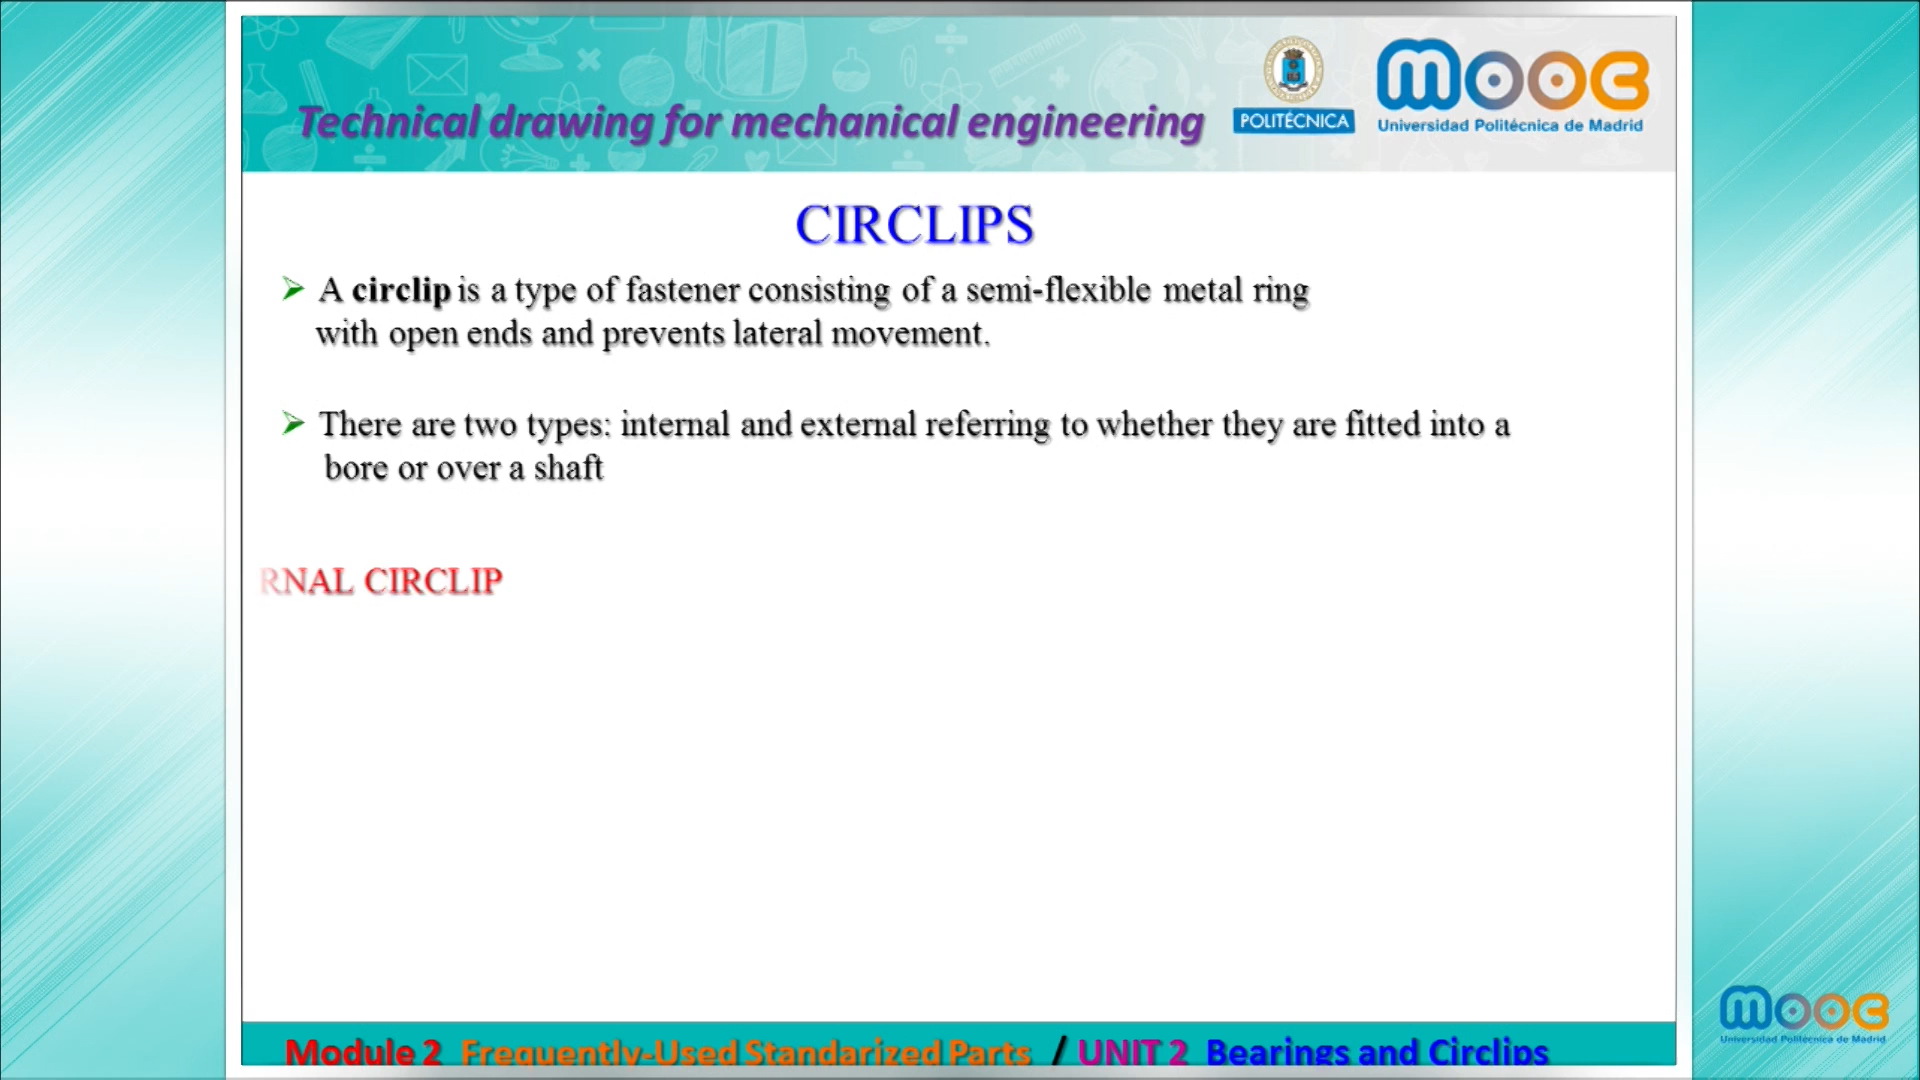 Technical drawing for mechanical engineering
POLITÉCNICA
mooc
Universidad Politécnica de Madrid
CIRCLIPS
A circlip is a type of fastener consisting of a semi-flexible metal ring
with open ends and prevents lateral movement.
There are two types: internal and external referring to whether they are fitted into a
bore or over a shaft
RNAL CIRCLIP
Module 2 Frequently-Used Standarized Parts / UNIT 2 Bearings and Circlips
mooc
Universidad Politécnica de Madrid